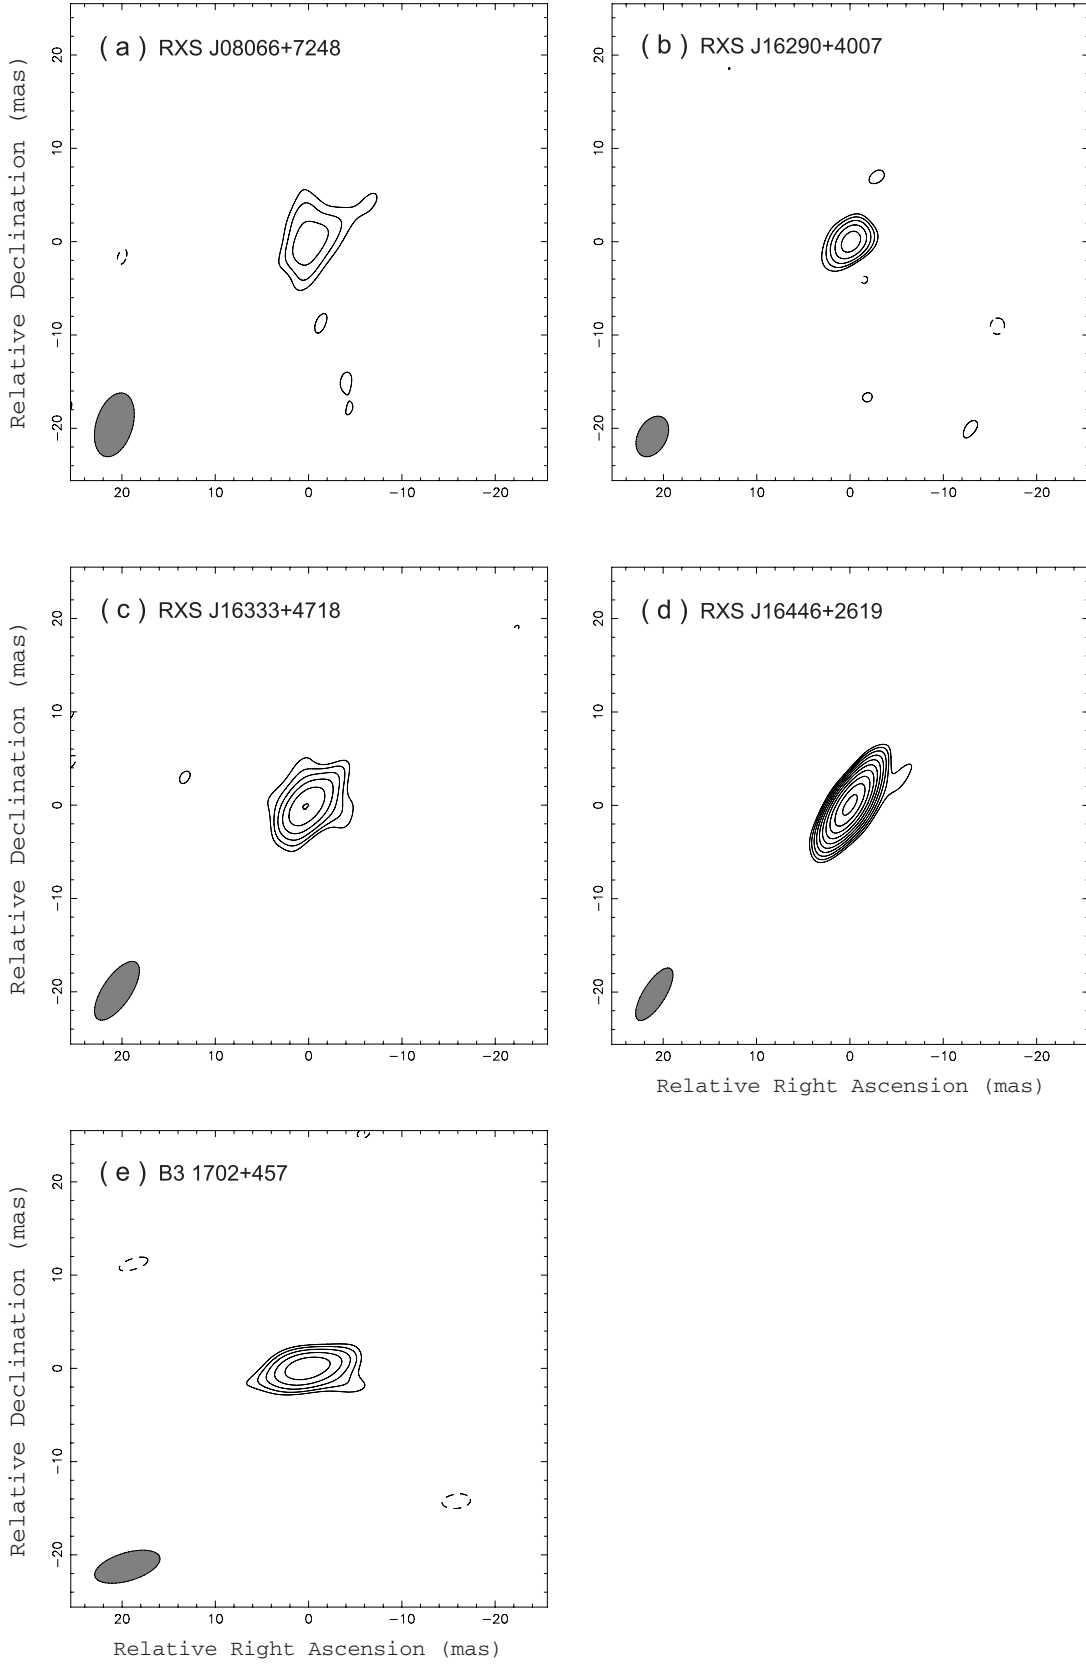 ( a ) RXS J08066+7248
Relative Declination (mas)
20
10
0
−10
−20
20 10 0 −10 −20
( b ) RXS J16290+4007
20
10
0
−10
−20
20 10 0 −10 −20
( c ) RXS J16333+4718
Relative Declination (mas)
20
10
0
−10
−20
20 10 0 −10 −20
( d ) RXS J16446+2619
20
10
0
−10
−20
20 10 0 −10 −20
Relative Right Ascension (mas)
( e ) B3 1702+457
Relative Declination (mas)
20
10
0
−10
−20
20 10 0 −10 −20
Relative Right Ascension (mas)